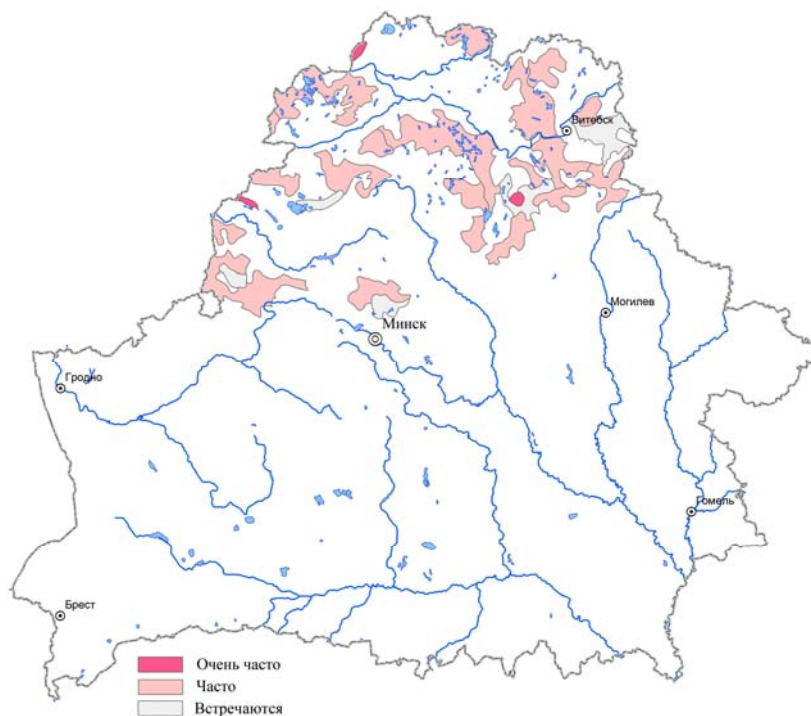 Витебск
Могилев
Минск
Гродно
Гомель
Брест
Очень часто
Часто
Встречаются